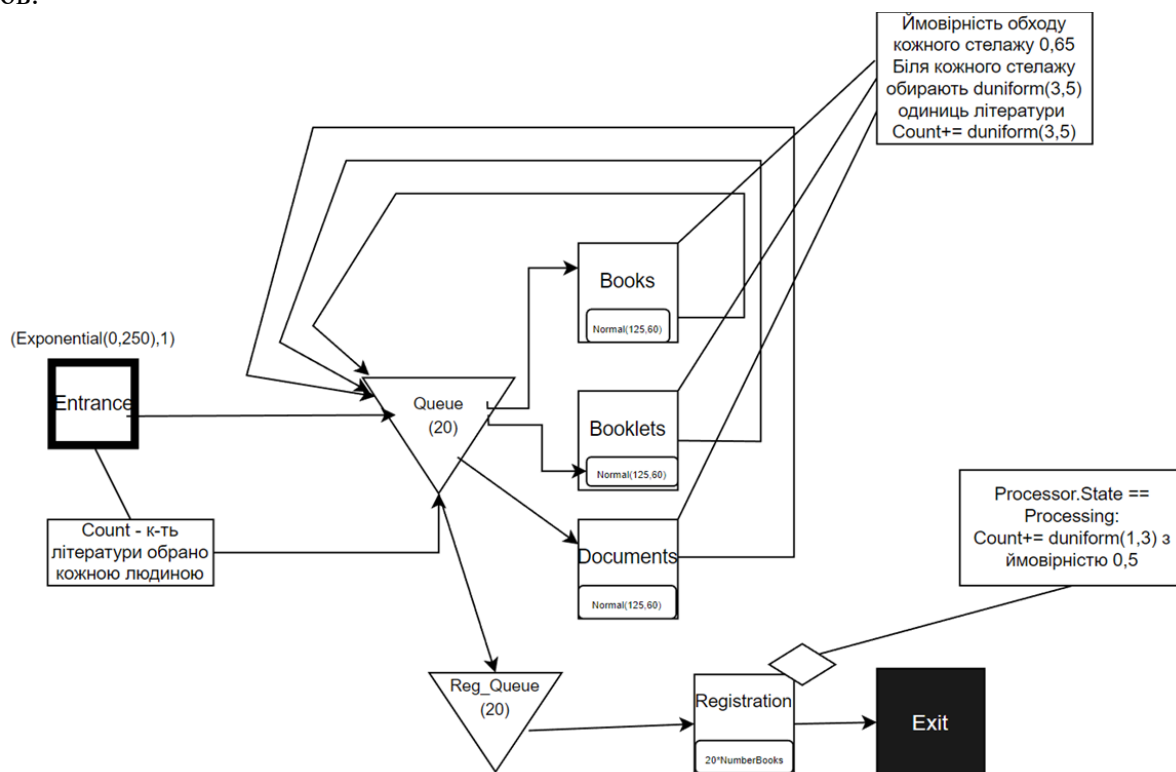 Ймовірність обходу
кожного стелажу 0,65
Біля кожного стелажу
обирають duniform(3,5)
одиниць літератури
Count+= duniform(3,5)
Books
Normal(125,60)
(Exponential(0,250),1)
Entrance
Queue
(20)
Booklets
Normal(125,60)
Count - к-ть
літератури обрано
кожною людиною
Documents
Normal(125,60)
Processor.State ==
Processing:
Count+= duniform(1,3) з
ймовірністю 0,5
Reg_Queue
(20)
Registration
20*NumberBooks
Exit